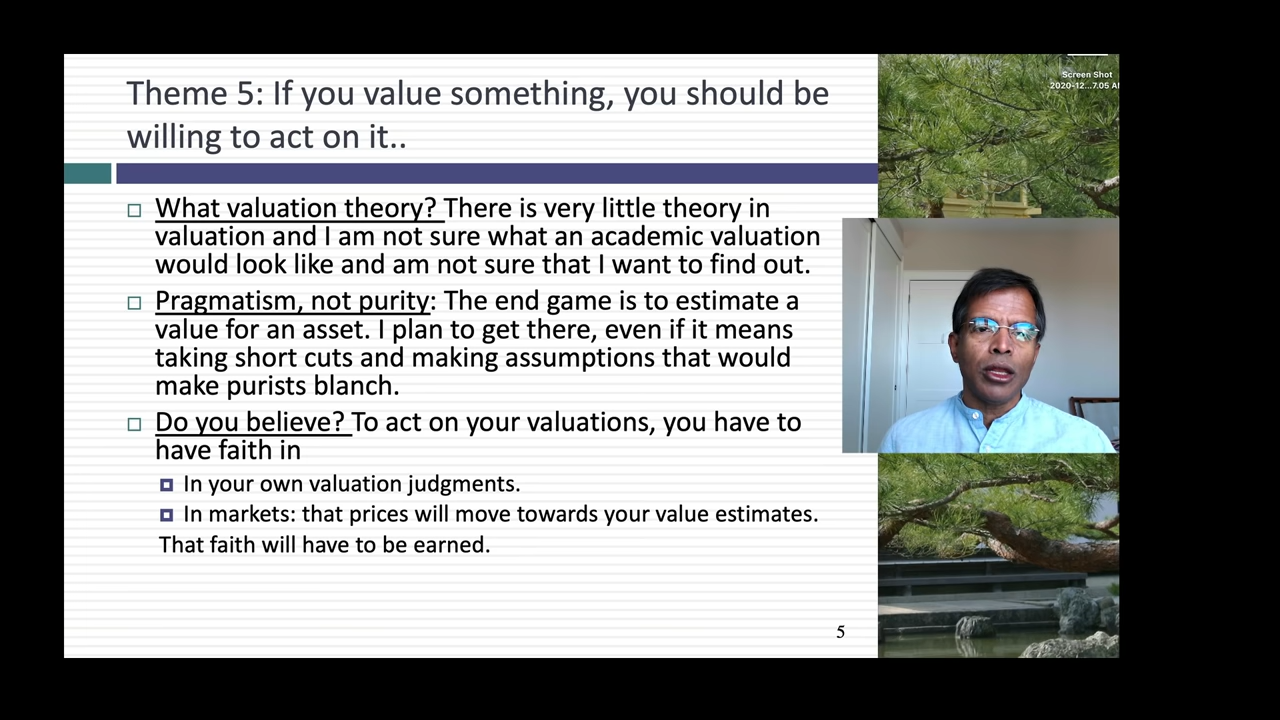 Theme 5: If you value something, you should be
willing to act on it..
What valuation theory? There is very little theory in
valuation and I am not sure what an academic valuation
would look like and am not sure that I want to find out.
Pragmatism, not purity: The end game is to estimate a
value for an asset. I plan to get there, even if it means
taking short cuts and making assumptions that would
make purists blanch.
Do you believe? To act on your valuations, you have to
have faith in
In your own valuation judgments.
In markets: that prices will move towards your value estimates.
That faith will have to be earned.
5
Screen Shot
2020-12...7.05 A